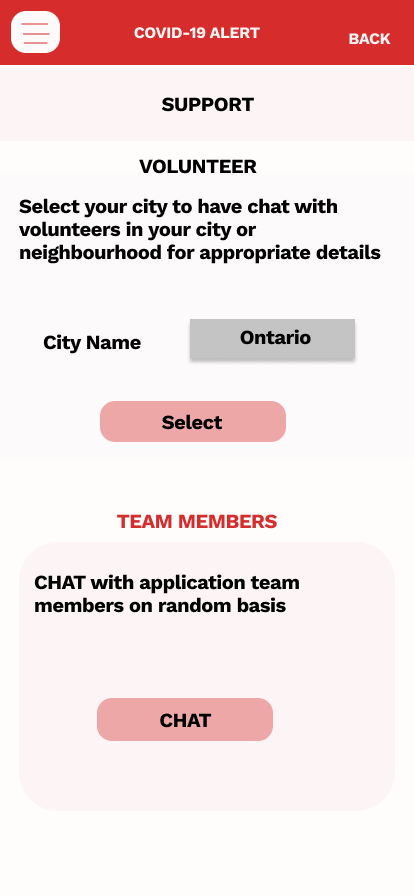 COVID-19 ALERT
BACK
SUPPORT
VOLUNTEER
Select your city to have chat with
volunteers in your city or
neighbourhood for appropriate details
City Name
Ontario
Select
TEAM MEMBERS
CHAT with application team
members on random basis
CHAT